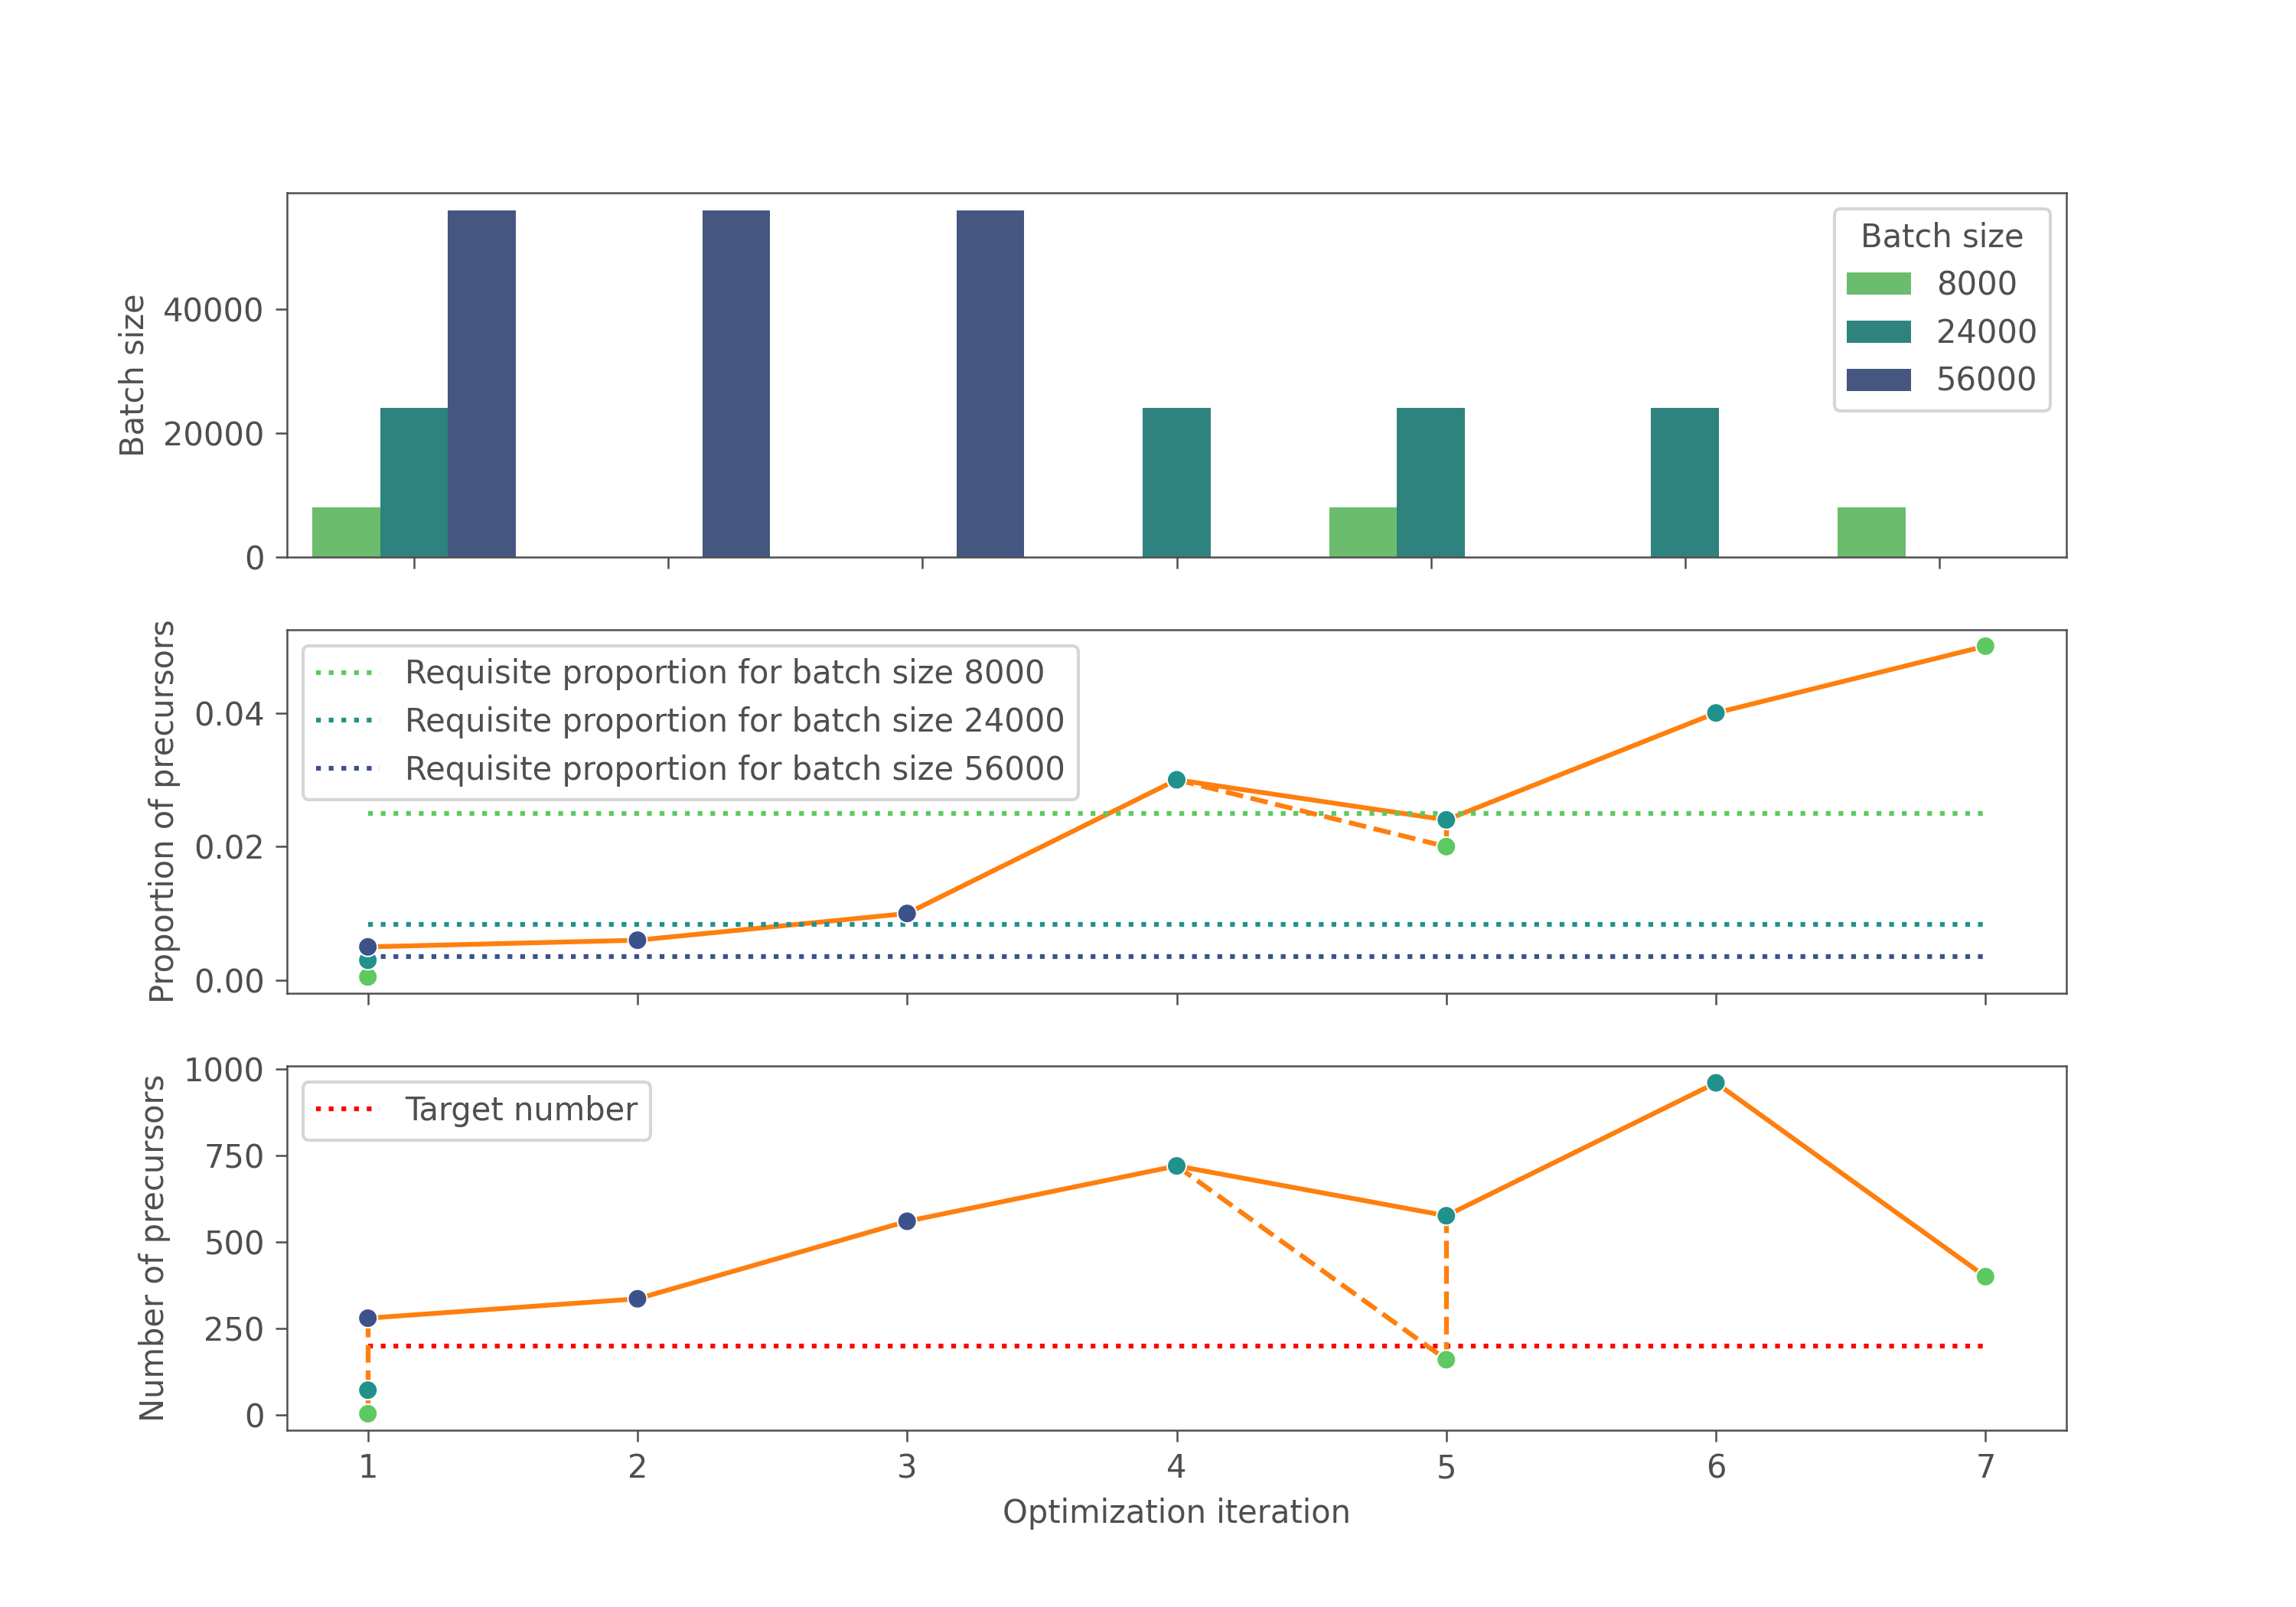 Batch size
40000
20000
0
Batch size
8000
24000
56000
Proportion of precursors
0.04
0.02
0.00
Requisite proportion for batch size 8000
Requisite proportion for batch size 24000
Requisite proportion for batch size 56000
Number of precursors
1000
750
500
250
0
Target number
1 2 3 4 5 6 7
Optimization iteration